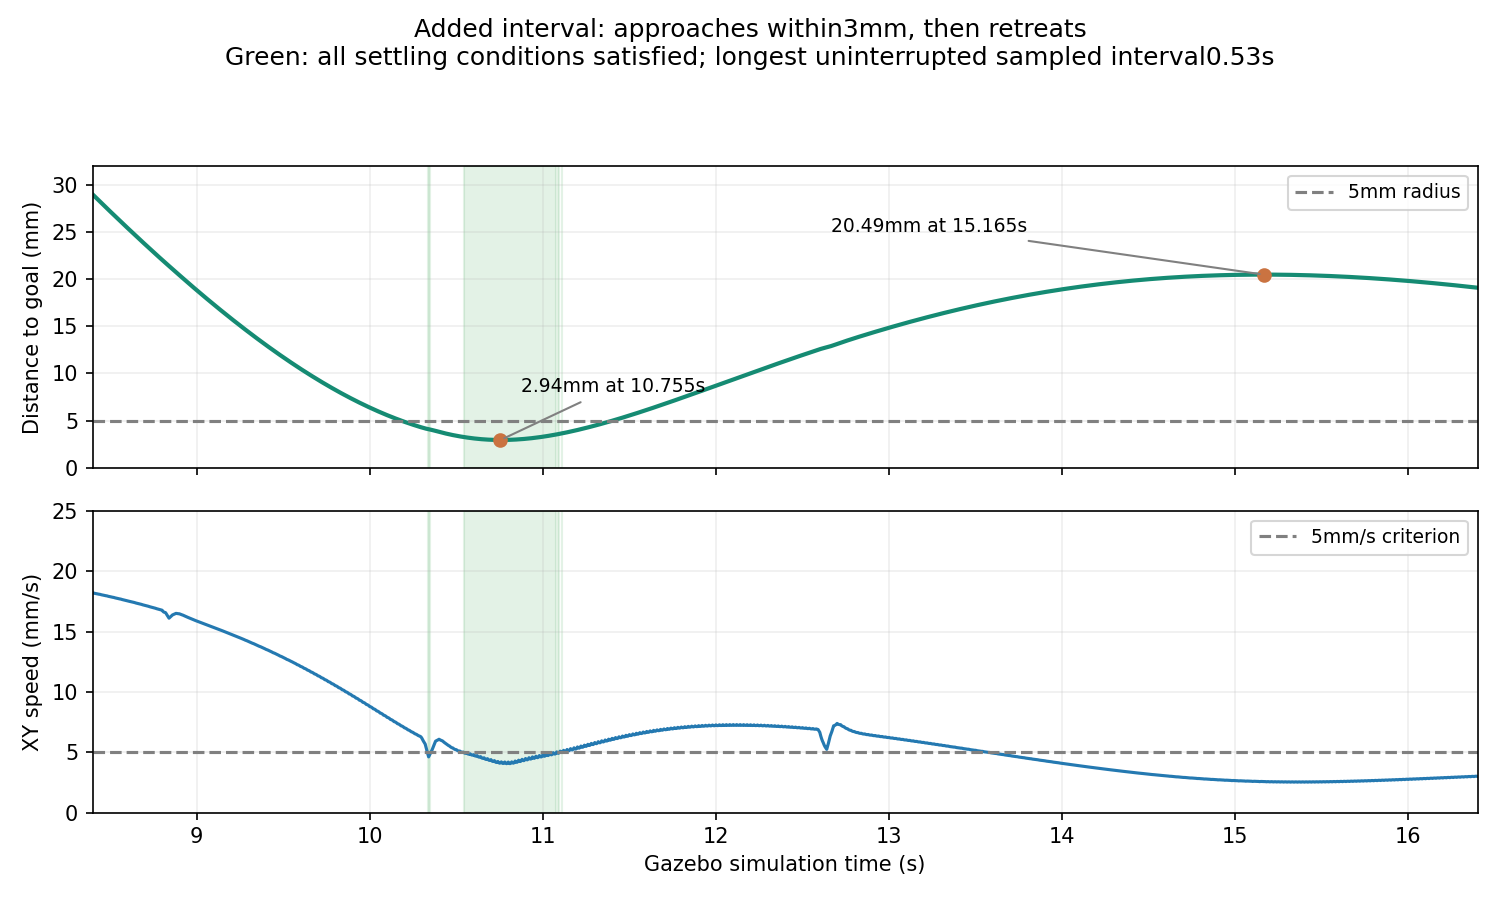 Added interval: approaches within3mm, then retreats
Green: all settling conditions satisfied; longest uninterrupted sampled interval0.53s
Distance to goal (mm)
30
25
20
15
10
5
0
5mm radius
20.49mm at 15.165s
2.94mm at 10.755s
XY speed (mm/s)
25
20
15
10
5
0
5mm/s criterion
9 10 11 12 13 14 15 16
Gazebo simulation time (s)